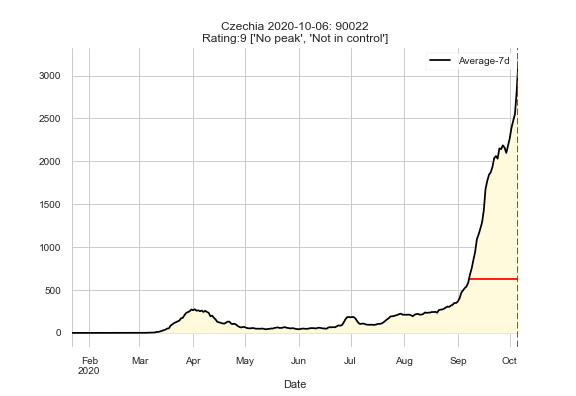 Czechia 2020-10-06: 90022
Rating:9 ['No peak', 'Not in control']
Average-7d
3000
2500
2000
1500
1000
500
0
Feb Mar Apr May Jun Jul Aug Sep Oct
2020
Date